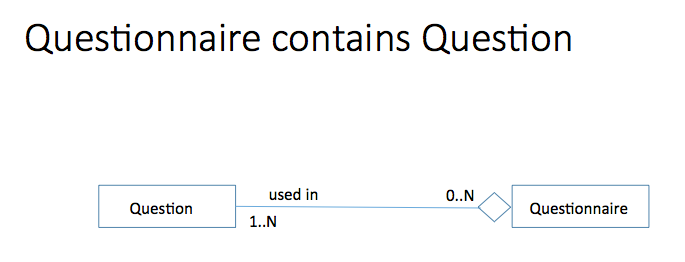 Questionnaire contains Question
used in
0..N
Question
Questionnaire
1..N